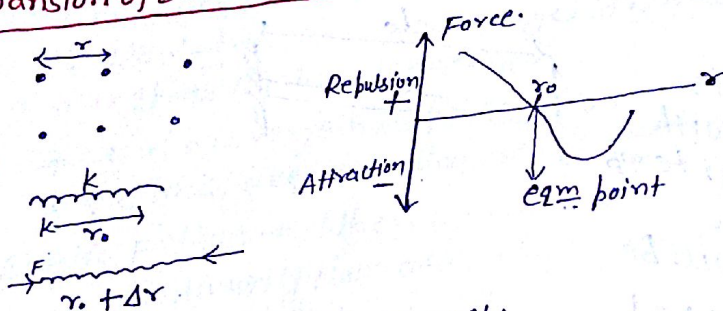 r
Force.
Repulsion
+
r₀
r
Attraction
−
eqm point
k
r₀
F
r₀ + Δr